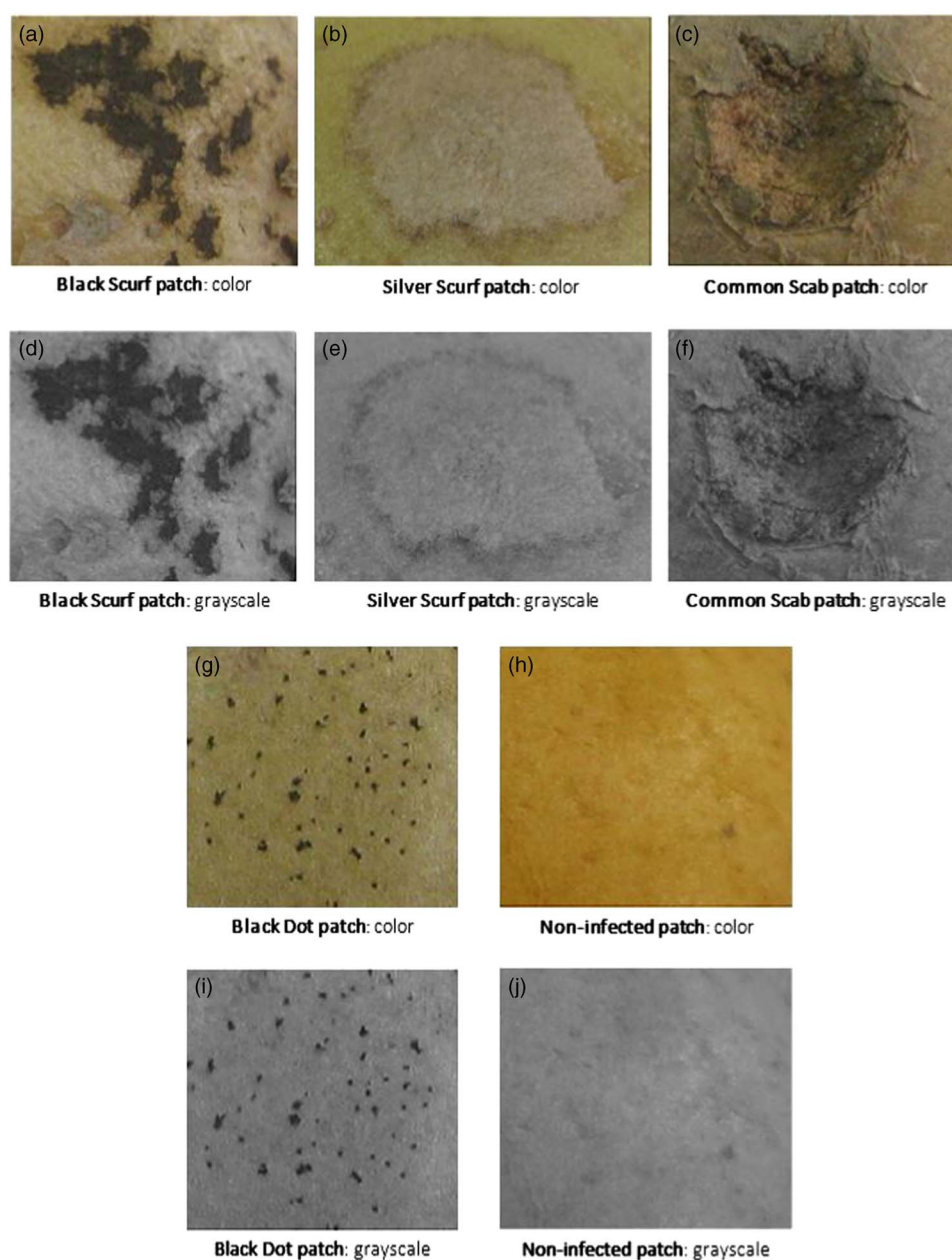 (a) (b) (c)
Black Scurf patch: color Silver Scurf patch: color Common Scab patch: color
(d) (e) (f)
Black Scurf patch: grayscale Silver Scurf patch: grayscale Common Scab patch: grayscale
(g) (h)
Black Dot patch: color Non-infected patch: color
(i) (j)
Black Dot patch: grayscale Non-infected patch: grayscale